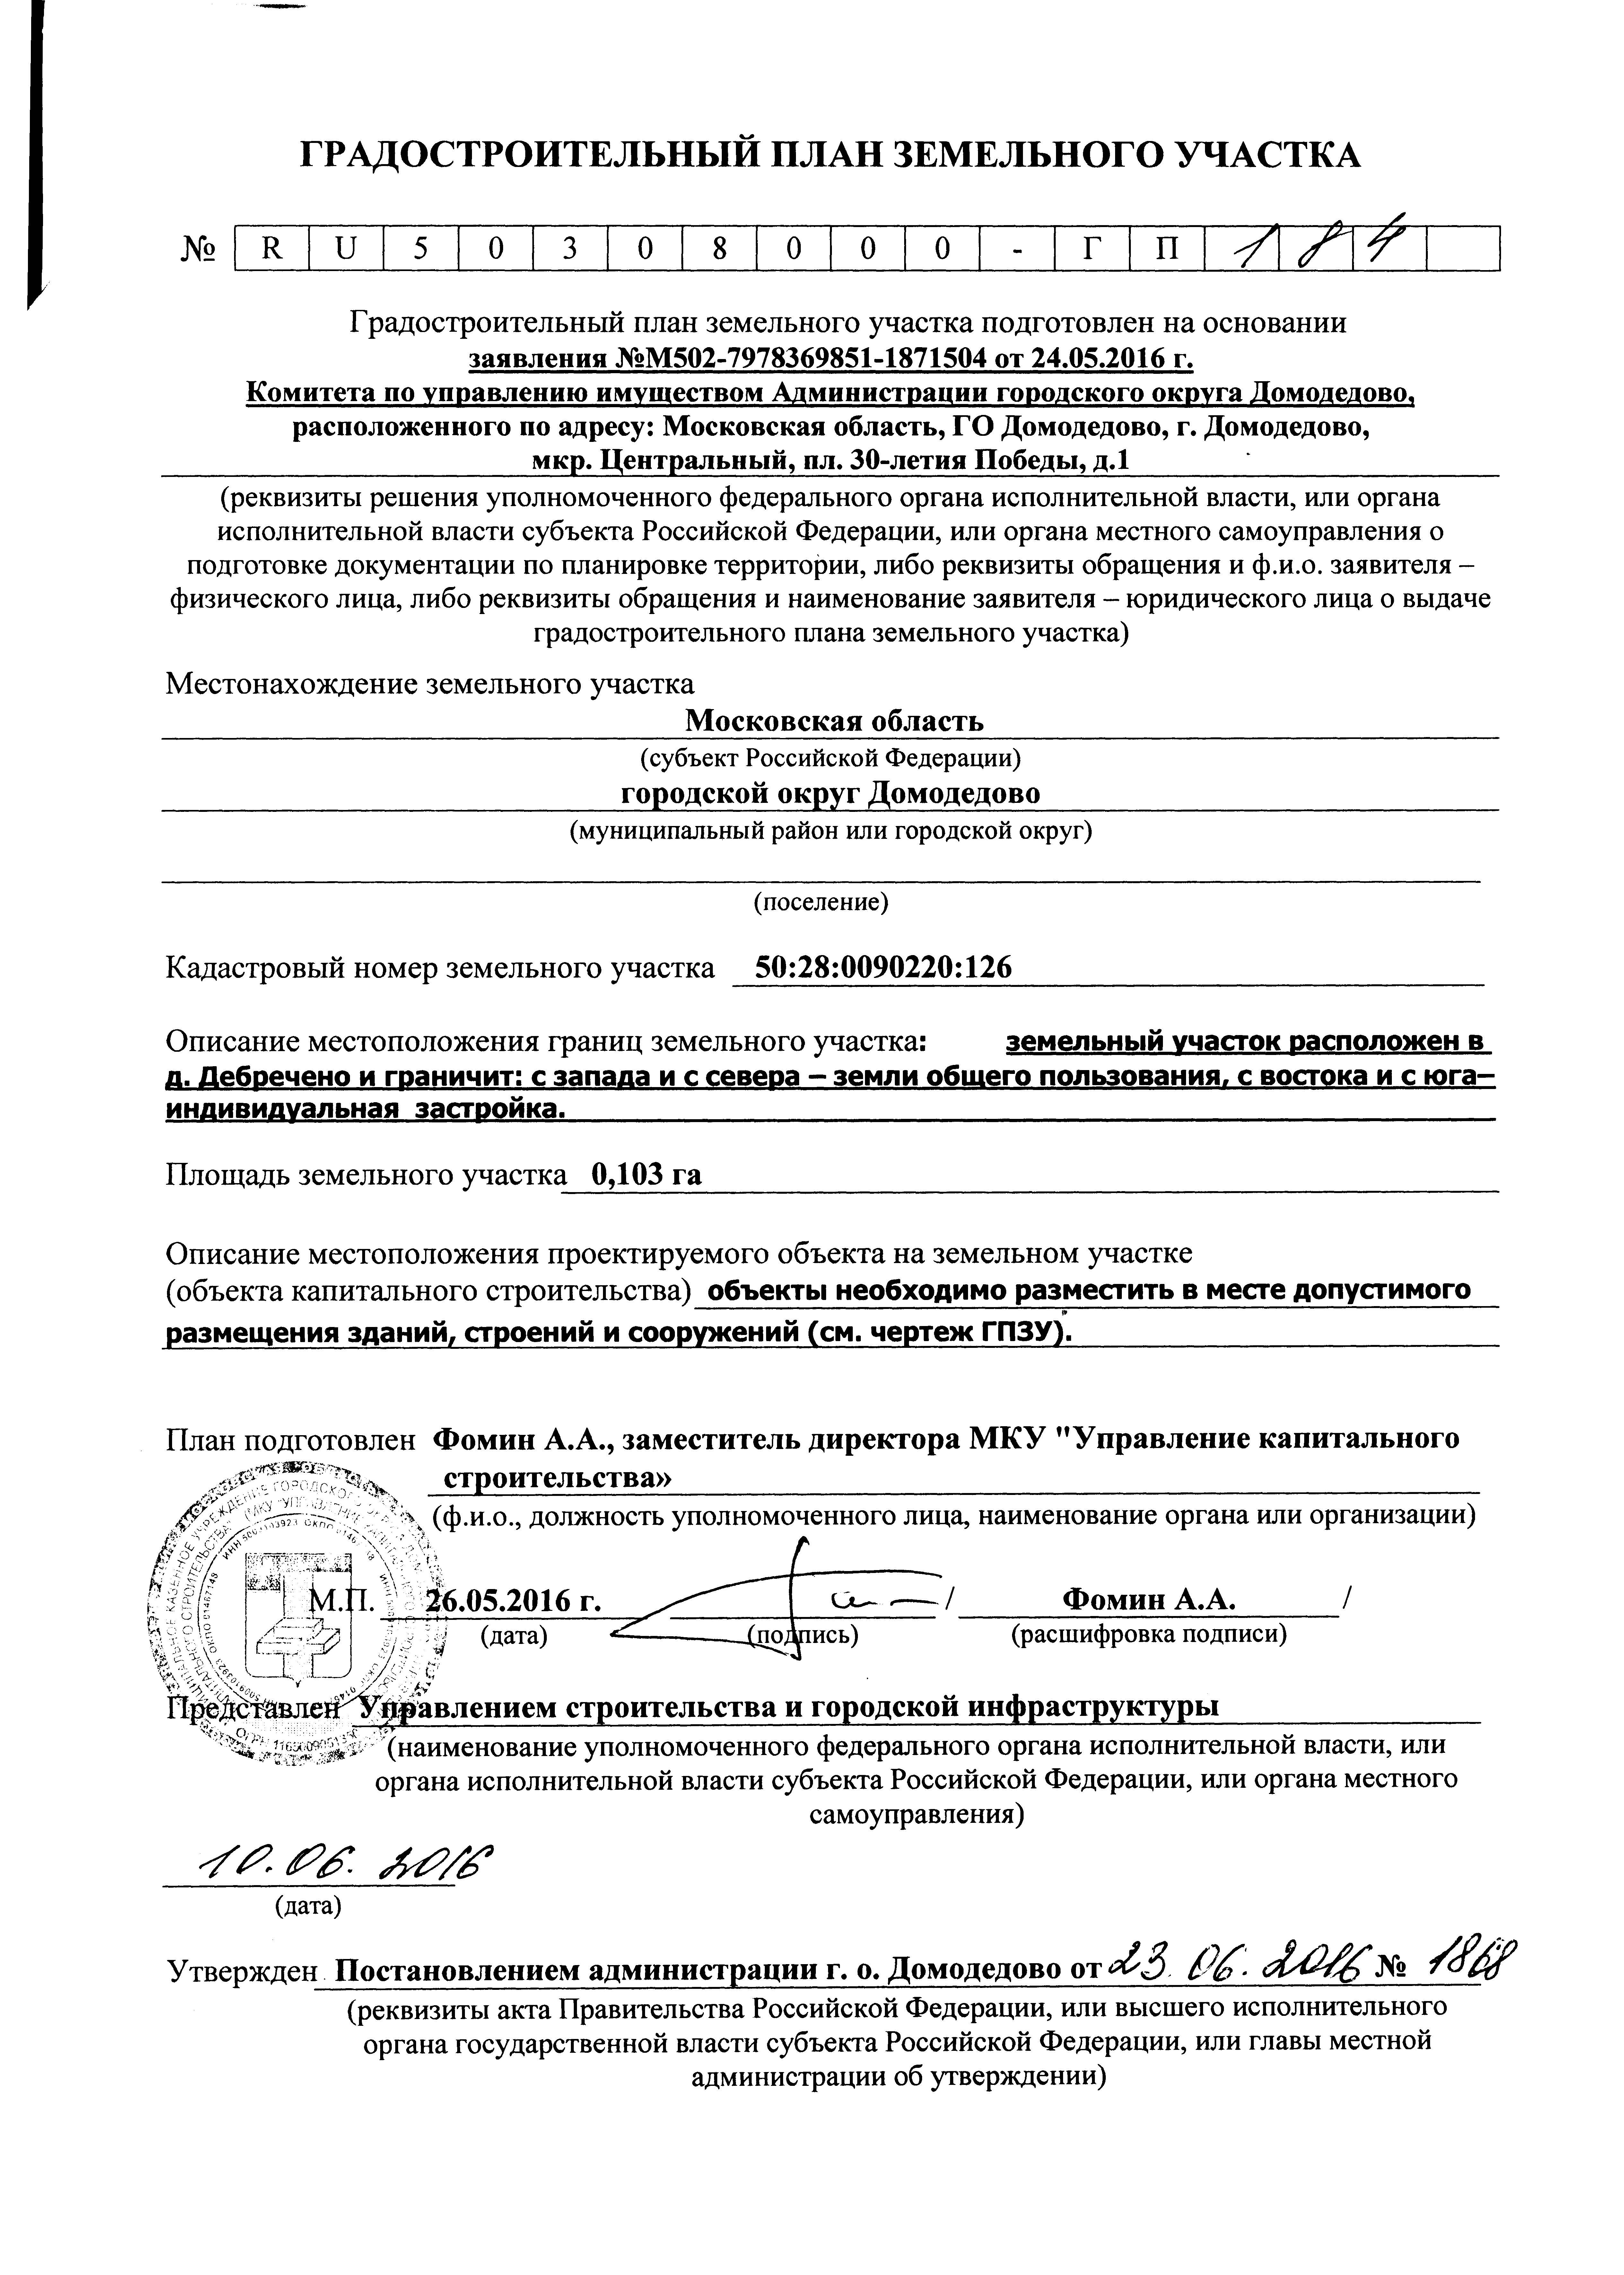 ГРАДОСТРОИТЕЛЬНЫЙ ПЛАН ЗЕМЕЛЬНОГО УЧАСТКА
№ R U 5 0 3 0 8 0 0 0 - Г П 1 8 4
Градостроительный план земельного участка подготовлен на основании
заявления №М502-7978369851-1871504 от 24.05.2016 г.
Комитета по управлению имуществом Администрации городского округа Домодедово,
расположенного по адресу: Московская область, ГО Домодедово, г. Домодедово,
мкр. Центральный, пл. 30-летия Победы, д.1
(реквизиты решения уполномоченного федерального органа исполнительной власти, или органа
исполнительной власти субъекта Российской Федерации, или органа местного самоуправления о
подготовке документации по планировке территории, либо реквизиты обращения и ф.и.о. заявителя –
физического лица, либо реквизиты обращения и наименование заявителя – юридического лица о выдаче
градостроительного плана земельного участка)
Местонахождение земельного участка
Московская область
(субъект Российской Федерации)
городской округ Домодедово
(муниципальный район или городской округ)
(поселение)
Кадастровый номер земельного участка 50:28:0090220:126
Описание местоположения границ земельного участка: земельный участок расположен в
д. Дебречено и граничит: с запада и с севера – земли общего пользования, с востока и с юга–
индивидуальная застройка.
Площадь земельного участка 0,103 га
Описание местоположения проектируемого объекта на земельном участке
(объекта капитального строительства) объекты необходимо разместить в месте допустимого
размещения зданий, строений и сооружений (см. чертеж ГПЗУ).
План подготовлен Фомин А.А., заместитель директора МКУ "Управление капитального
строительства»
(ф.и.о., должность уполномоченного лица, наименование органа или организации)
М.П. 26.05.2016 г. / Фомин А.А. /
(дата) (подпись) (расшифровка подписи)
Представлен Управлением строительства и городской инфраструктуры
(наименование уполномоченного федерального органа исполнительной власти, или
органа исполнительной власти субъекта Российской Федерации, или органа местного
самоуправления)
10.06.2016
(дата)
Утвержден Постановлением администрации г. о. Домодедово от 23.06.2016 № 1868
(реквизиты акта Правительства Российской Федерации, или высшего исполнительного
органа государственной власти субъекта Российской Федерации, или главы местной
администрации об утверждении)